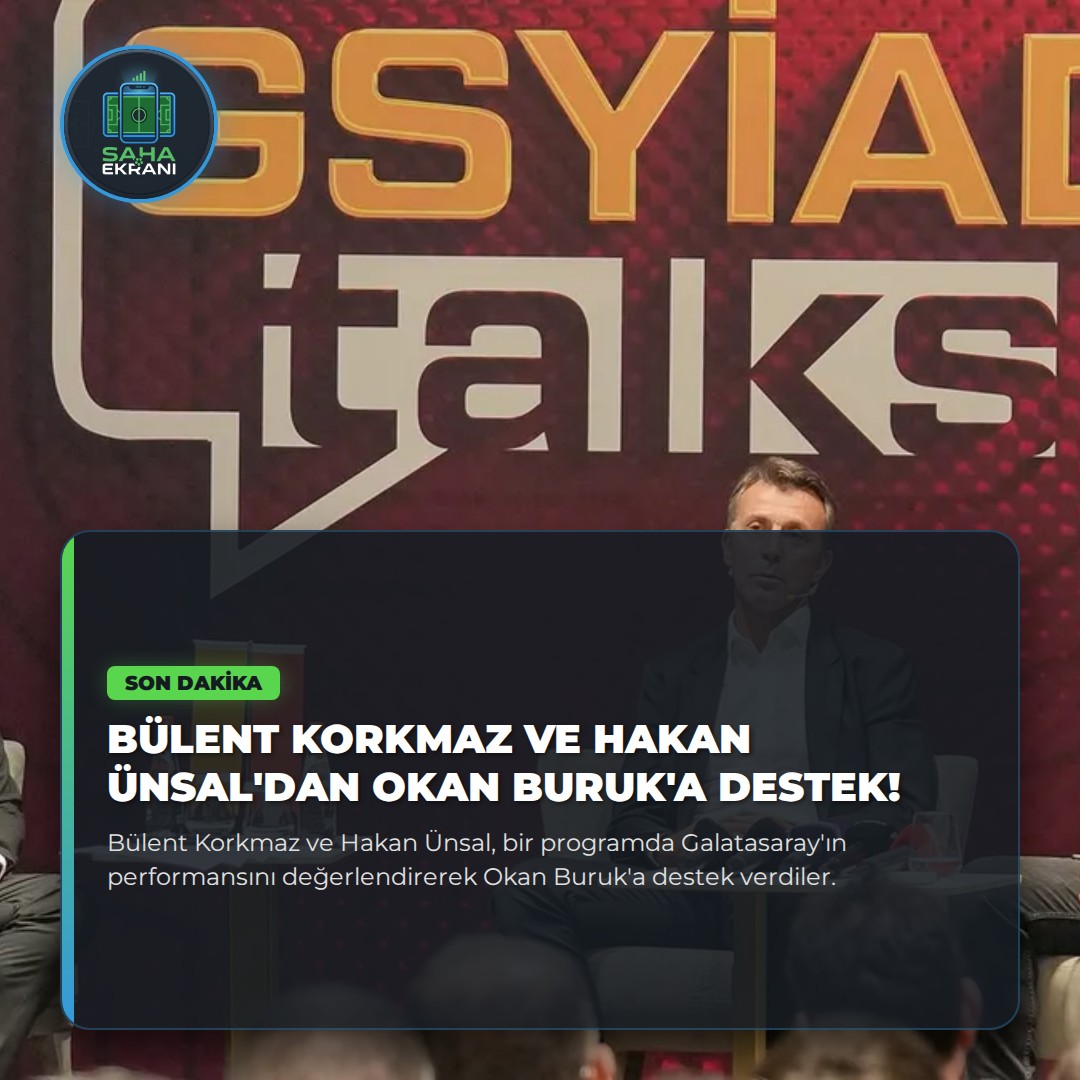 GSYİAD
talks
SAHA
EKRANI
SON DAKİKA
BÜLENT KORKMAZ VE HAKAN
ÜNSAL'DAN OKAN BURUK'A DESTEK!
Bülent Korkmaz ve Hakan Ünsal, bir programda Galatasaray'ın
performansını değerlendirerek Okan Buruk'a destek verdiler.